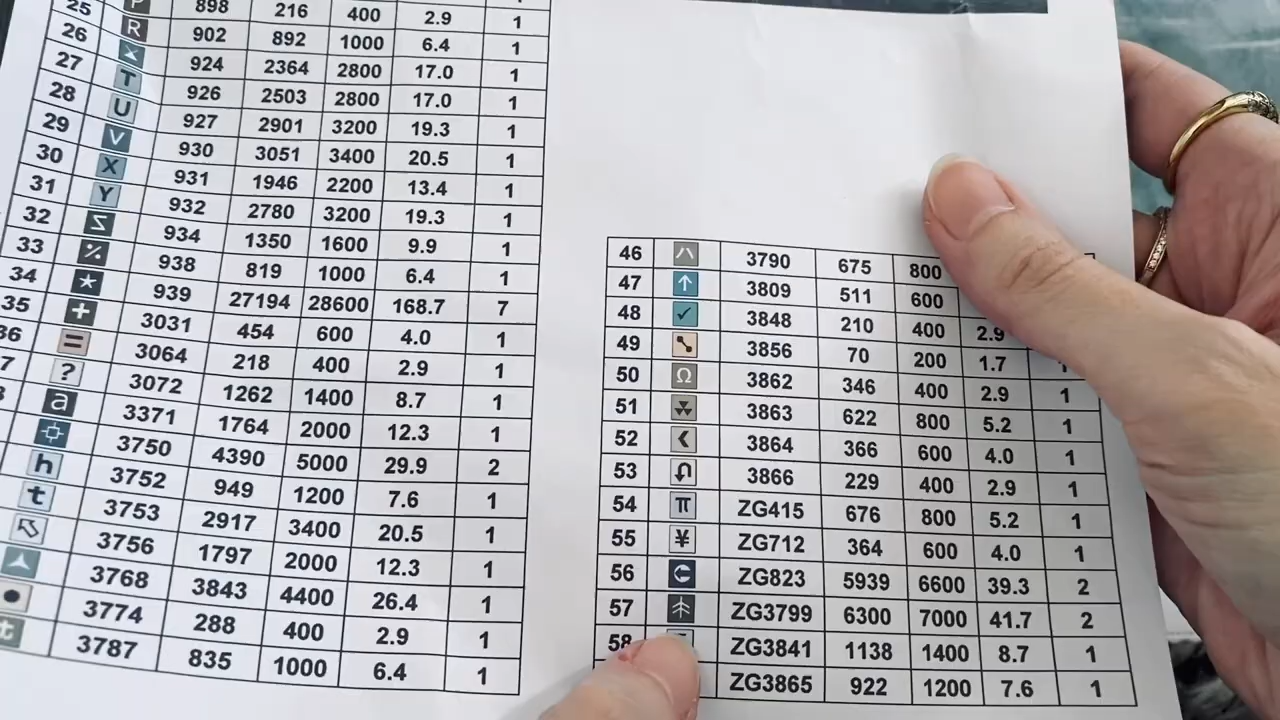 P 898 216 400 2.9 1
25 R 902 892 1000 6.4 1
26 924 2364 2800 17.0 1
27 T 926 2503 2800 17.0 1
28 U 927 2901 3200 19.3 1
29 V 930 3051 3400 20.5 1
30 X 931 1946 2200 13.4 1
31 Y 932 2780 3200 19.3 1
32 934 1350 1600 9.9 1
33 938 819 1000 6.4 1
34 ★ 939 27194 28600 168.7 7
35 + 3031 454 600 4.0 1
36 = 3064 218 400 2.9 1
7 ? 3072 1262 1400 8.7 1
a 3371 1764 2000 12.3 1
3750 4390 5000 29.9 2
h 3752 949 1200 7.6 1
t 3753 2917 3400 20.5 1
3756 1797 2000 12.3 1
3768 3843 4400 26.4 1
● 3774 288 400 2.9 1
t 3787 835 1000 6.4 1
46 3790 675 800
47 ↑ 3809 511 600
48 ✓ 3848 210 400 2.9
49 3856 70 200 1.7 1
50 Ω 3862 346 400 2.9 1
51 3863 622 800 5.2 1
52 3864 366 600 4.0 1
53 3866 229 400 2.9 1
54 π ZG415 676 800 5.2 1
55 ¥ ZG712 364 600 4.0 1
56 ZG823 5939 6600 39.3 2
57 ZG3799 6300 7000 41.7 2
58 ZG3841 1138 1400 8.7 1
ZG3865 922 1200 7.6 1